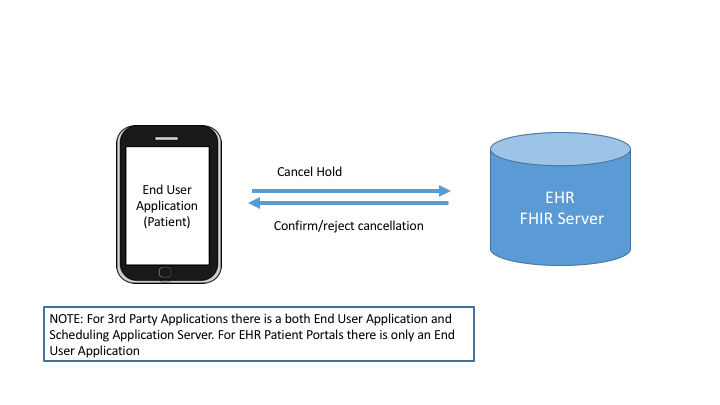 Cancel Hold
End User
Application
(Patient)
EHR
FHIR Server
Confirm/reject cancellation
NOTE: For 3rd Party Applications there is a both End User Application and
Scheduling Application Server. For EHR Patient Portals there is only an End
User Application